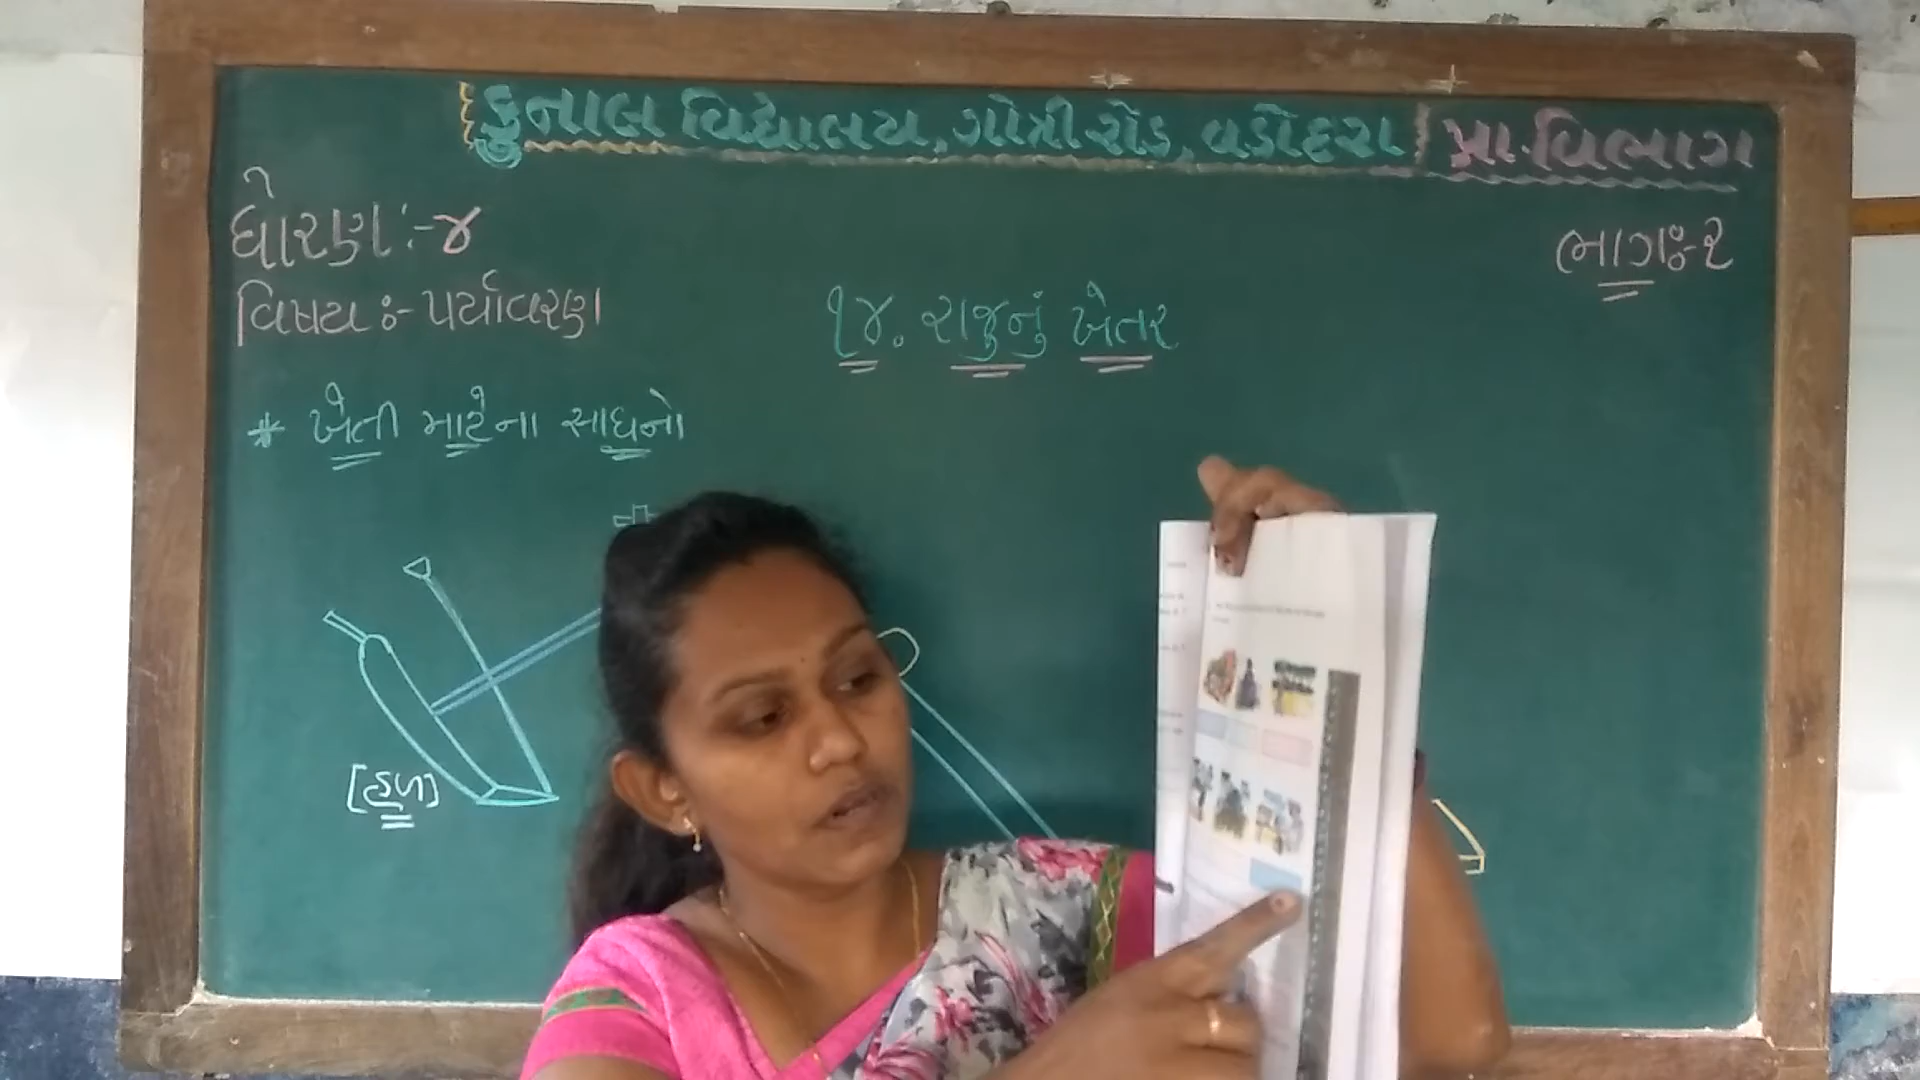 કુનાલ વિદ્યાલય, ગોત્રી રોડ, વડોદરા | પ્રા. વિભાગ
ધોરણ :- ૪
ભાગઃ- ૨
વિષય ઃ- પર્યાવરણ
૧૪. રાજુનું ખેતર
* ખેતી માટેના સાધનો
[હળ]